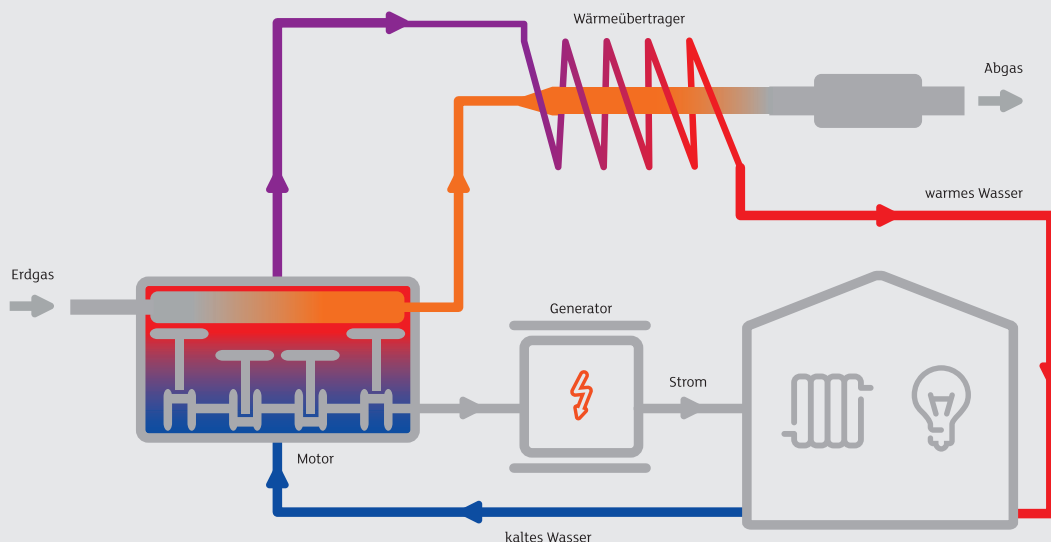 Wärmeübertrager
Abgas
warmes Wasser
Erdgas
Generator
Strom
Motor
kaltes Wasser